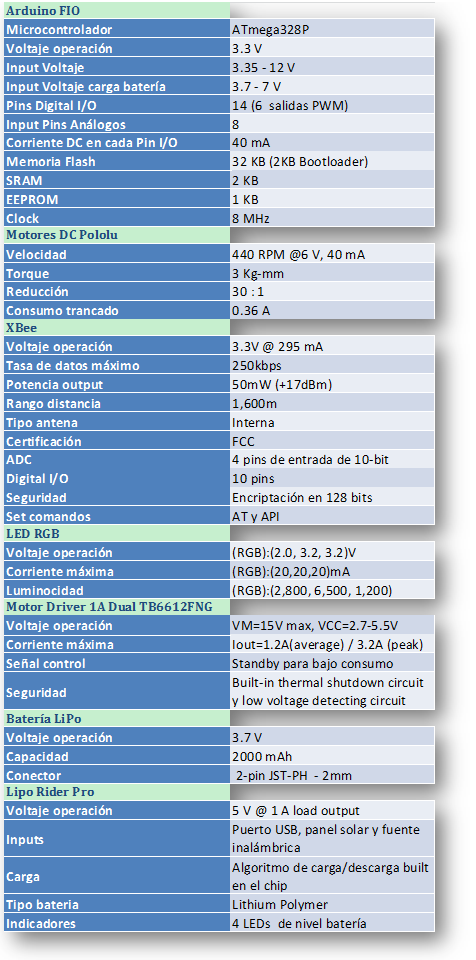 Arduino FIO
Microcontrolador ATmega328P
Voltaje operación 3.3 V
Input Voltaje 3.35 - 12 V
Input Voltaje carga batería 3.7 - 7 V
Pins Digital I/O 14 (6 salidas PWM)
Input Pins Análogos 8
Corriente DC en cada Pin I/O 40 mA
Memoria Flash 32 KB (2KB Bootloader)
SRAM 2 KB
EEPROM 1 KB
Clock 8 MHz
Motores DC Pololu
Velocidad 440 RPM @6 V, 40 mA
Torque 3 Kg-mm
Reducción 30 : 1
Consumo trancado 0.36 A
XBee
Voltaje operación 3.3V @ 295 mA
Tasa de datos máximo 250kbps
Potencia output 50mW (+17dBm)
Rango distancia 1,600m
Tipo antena Interna
Certificación FCC
ADC 4 pins de entrada de 10-bit
Digital I/O 10 pins
Seguridad Encriptación en 128 bits
Set comandos AT y API
LED RGB
Voltaje operación (RGB):(2.0, 3.2, 3.2)V
Corriente máxima (RGB):(20,20,20)mA
Luminocidad (RGB):(2,800, 6,500, 1,200)
Motor Driver 1A Dual TB6612FNG
Voltaje operación VM=15V max, VCC=2.7-5.5V
Corriente máxima Iout=1.2A(average) / 3.2A (peak)
Señal control Standby para bajo consumo
Seguridad Built-in thermal shutdown circuit
y low voltage detecting circuit
Batería LiPo
Voltaje operación 3.7 V
Capacidad 2000 mAh
Conector 2-pin JST-PH - 2mm
Lipo Rider Pro
Voltaje operación 5 V @ 1 A load output
Inputs Puerto USB, panel solar y fuente
inalámbrica
Carga Algoritmo de carga/descarga built
en el chip
Tipo bateria Lithium Polymer
Indicadores 4 LEDs de nivel batería